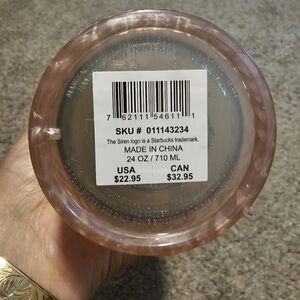 7 62111 54611 1
SKU # 011143234
The Siren logo is a Starbucks trademark.
MADE IN CHINA
24 OZ / 710 ML
USA CAN
$22.95 $32.95